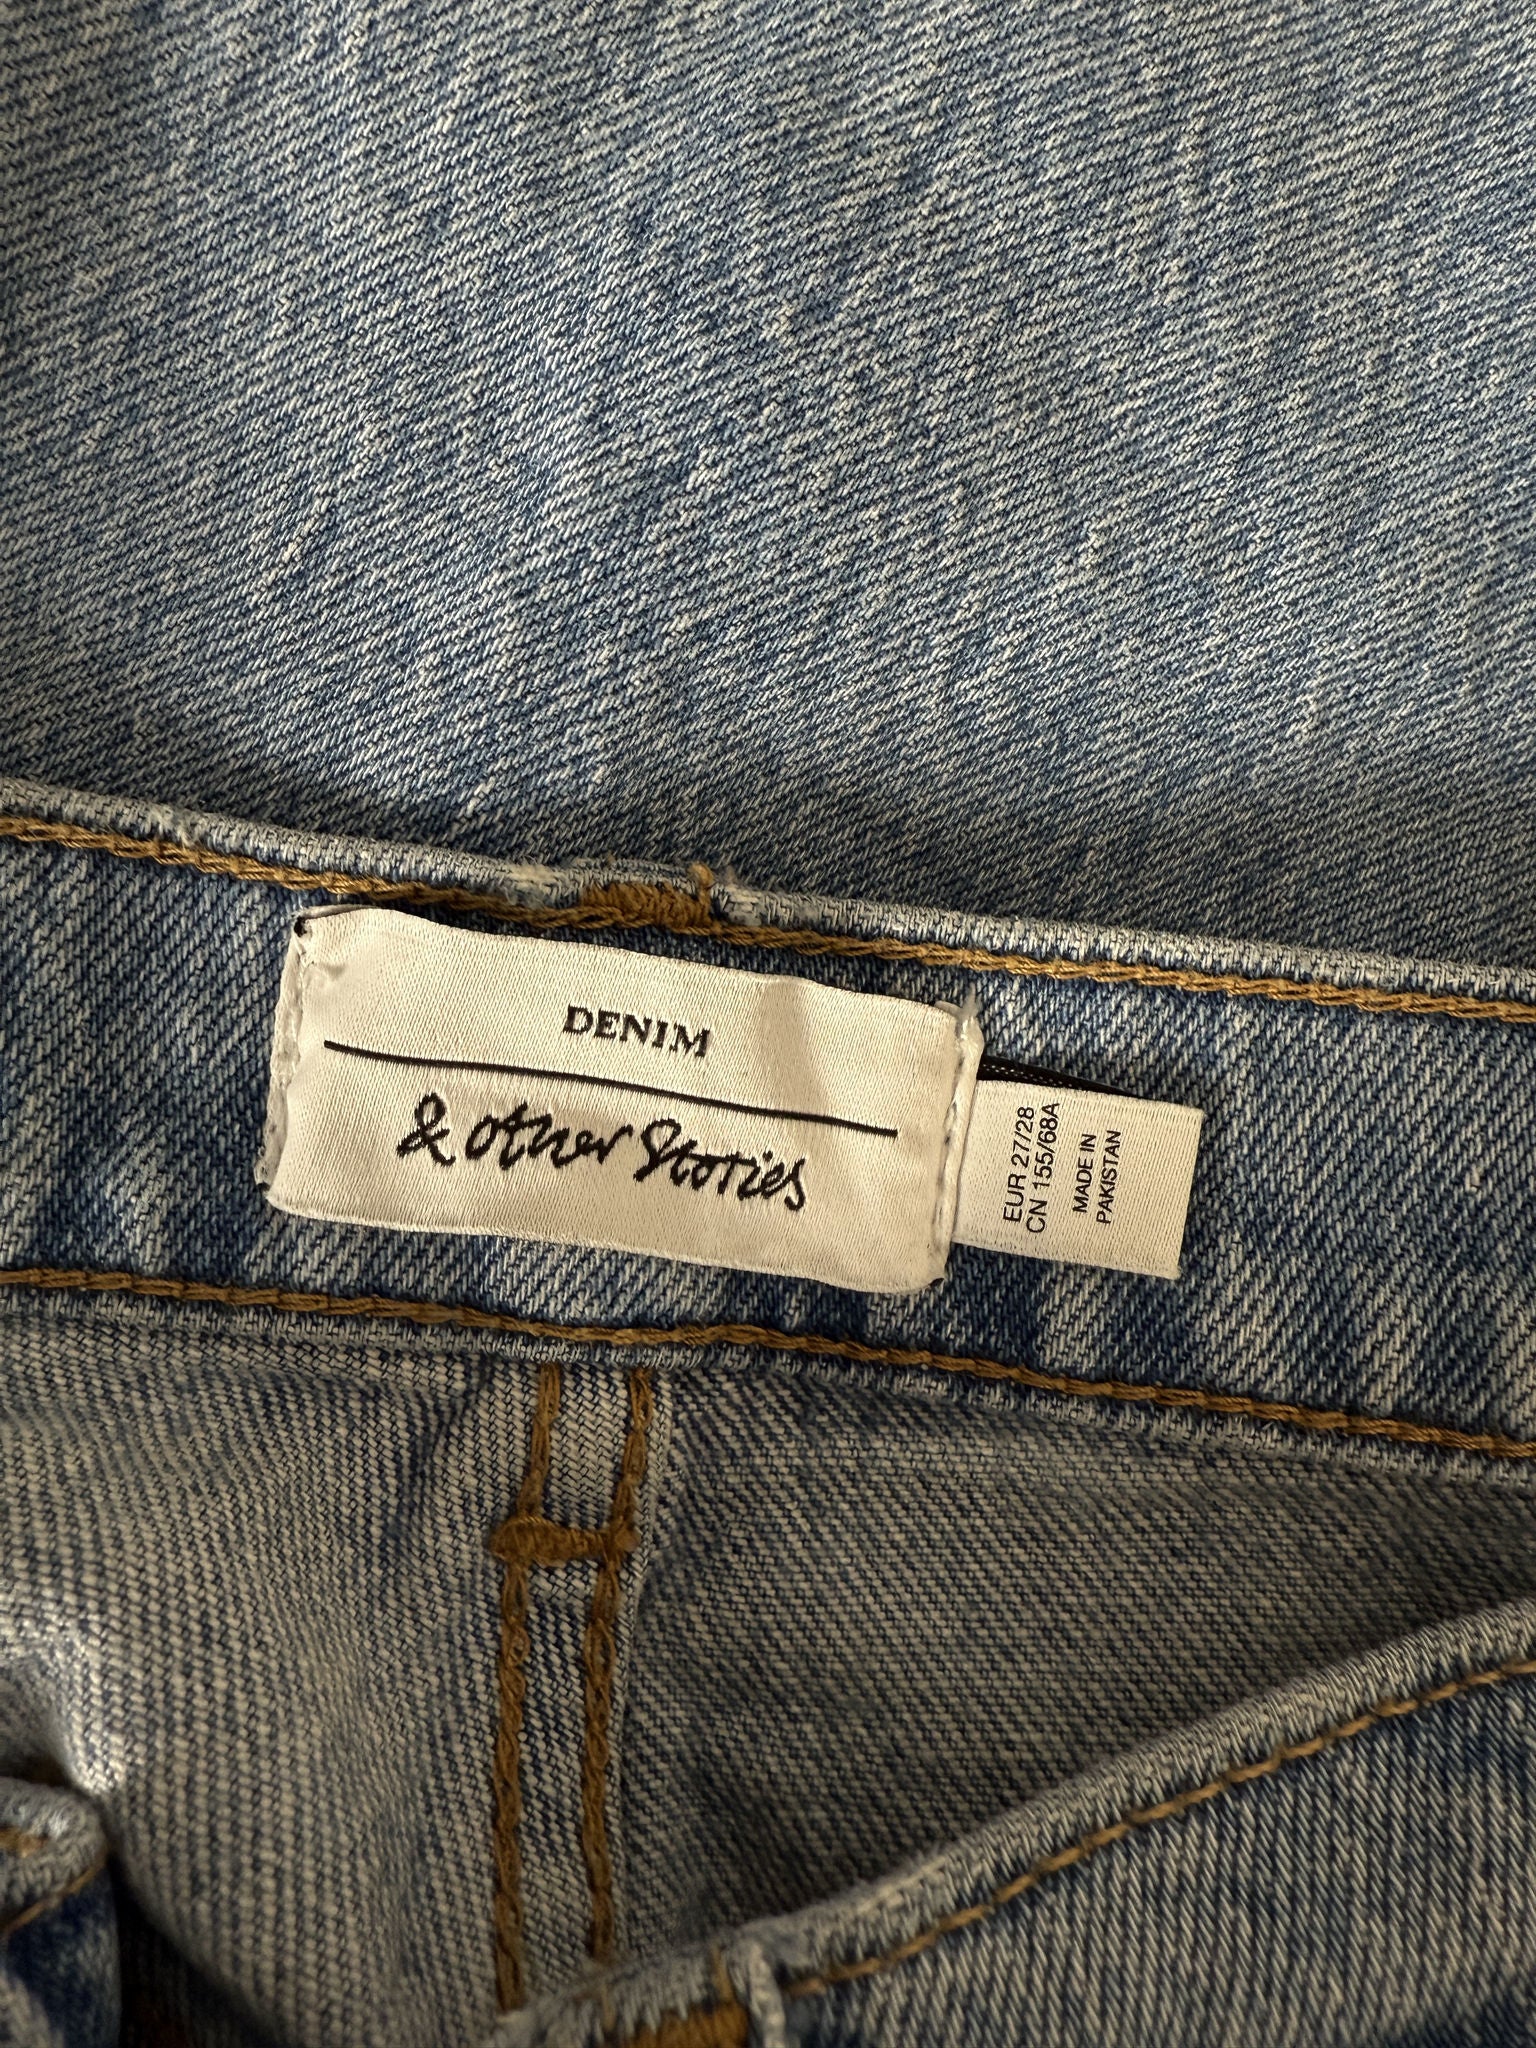 DENIM
& other Stories
EUR 27/28
CN 155/68A
MADE IN
PAKISTAN